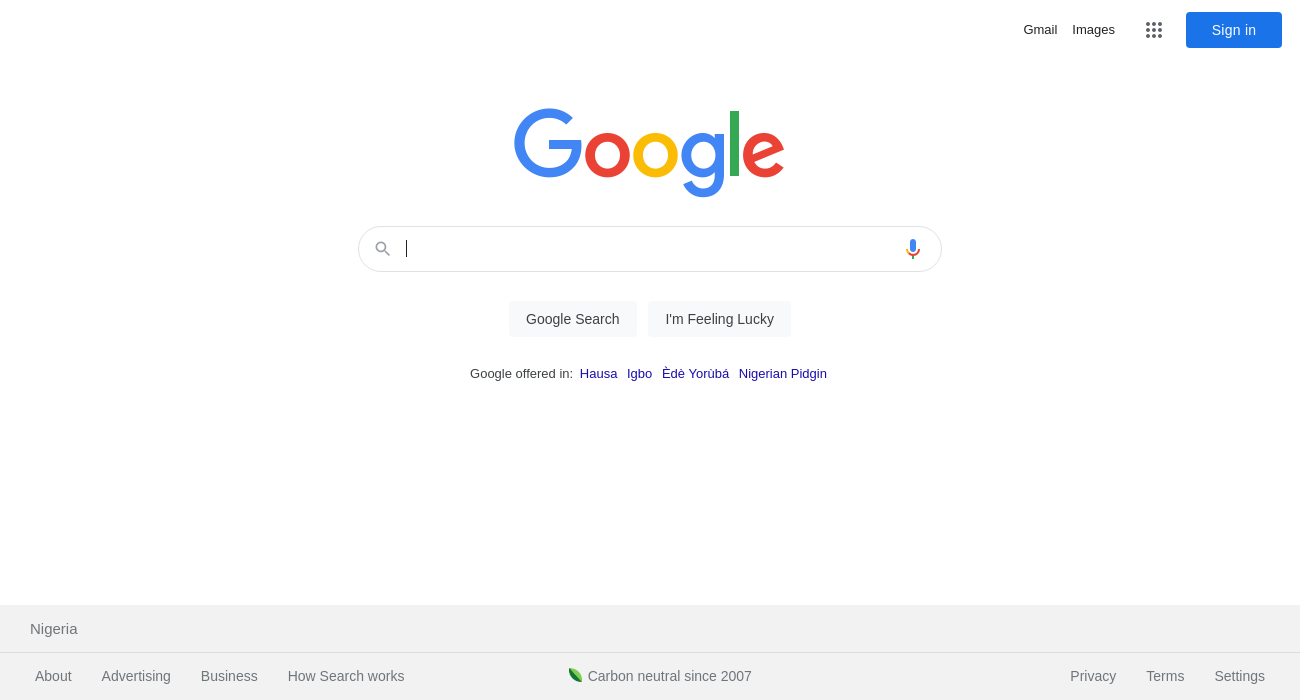 Gmail Images Sign in
Google
Google Search I'm Feeling Lucky
Google offered in: Hausa Igbo Èdè Yorùbá Nigerian Pidgin
Nigeria
About Advertising Business How Search works Carbon neutral since 2007 Privacy Terms Settings